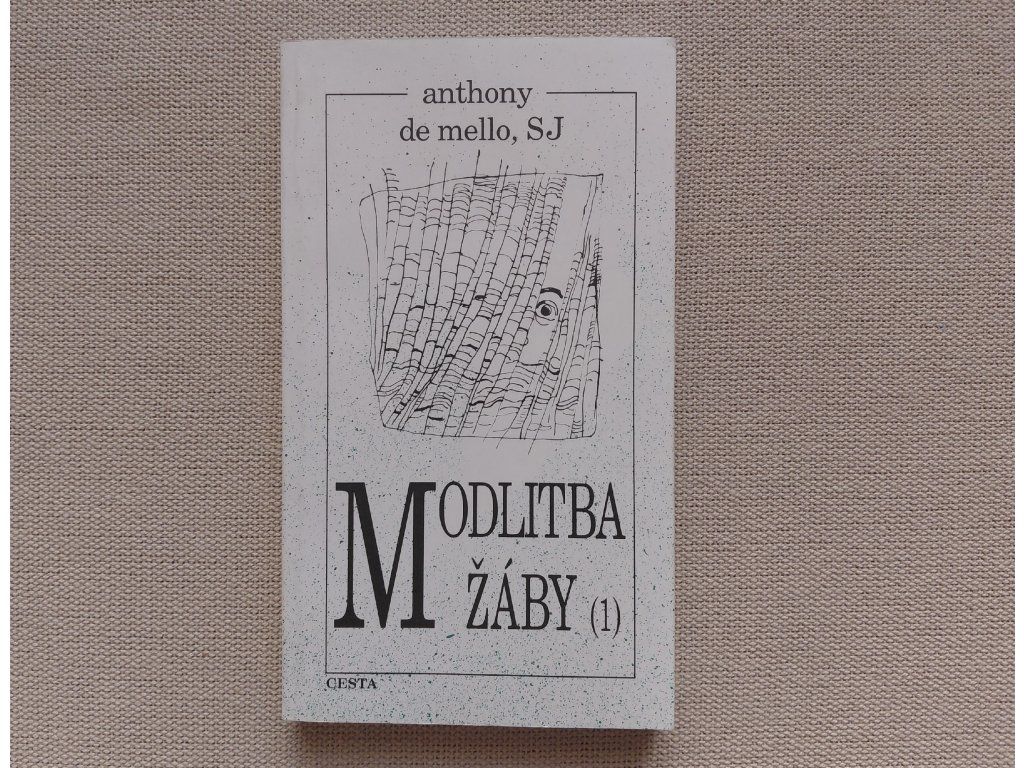 anthony
de mello, SJ
MODLITBA
ŽÁBY (1)
CESTA